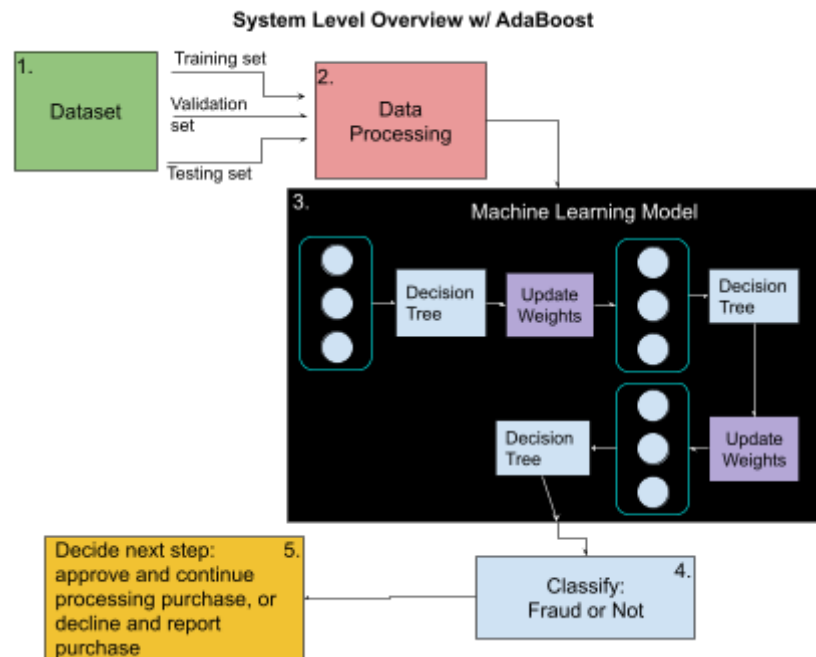 System Level Overview w/ AdaBoost
1.
Dataset
Training set
Validation
set
Testing set
2.
Data
Processing
3.
Machine Learning Model
Decision
Tree
Update
Weights
Decision
Tree
Update
Weights
Decision
Tree
4.
Classify:
Fraud or Not
5.
Decide next step:
approve and continue
processing purchase, or
decline and report
purchase